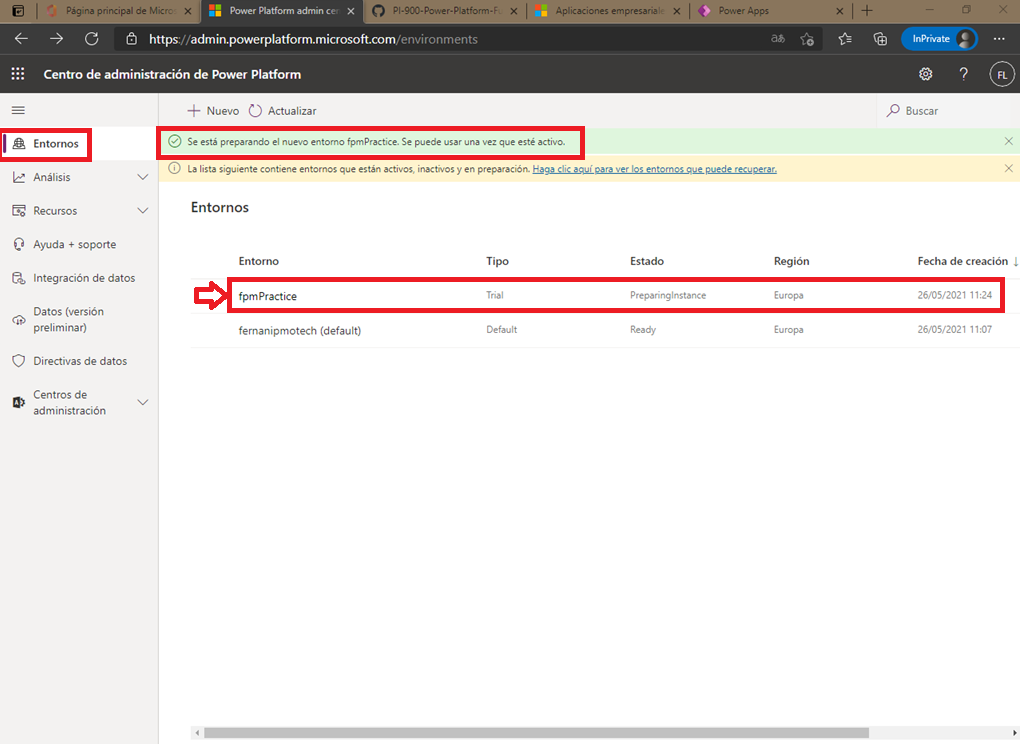 Página principal de Micros
Power Platform admin cen
PI-900-Power-Platform-Fu
Aplicaciones empresariale
Power Apps
https://admin.powerplatform.microsoft.com/environments
InPrivate
Centro de administración de Power Platform
?
FL
Nuevo
Actualizar
Buscar
Entornos
Análisis
Recursos
Ayuda + soporte
Integración de datos
Datos (versión
preliminar)
Directivas de datos
Centros de
administración
Se está preparando el nuevo entorno fpmPractice. Se puede usar una vez que esté activo.
La lista siguiente contiene entornos que están activos, inactivos y en preparación. Haga clic aquí para ver los entornos que puede recuperar.
Entornos
Entorno Tipo Estado Región Fecha de creación ↓
fpmPractice Trial PreparingInstance Europa 26/05/2021 11:24
fernanipmotech (default) Default Ready Europa 26/05/2021 11:07